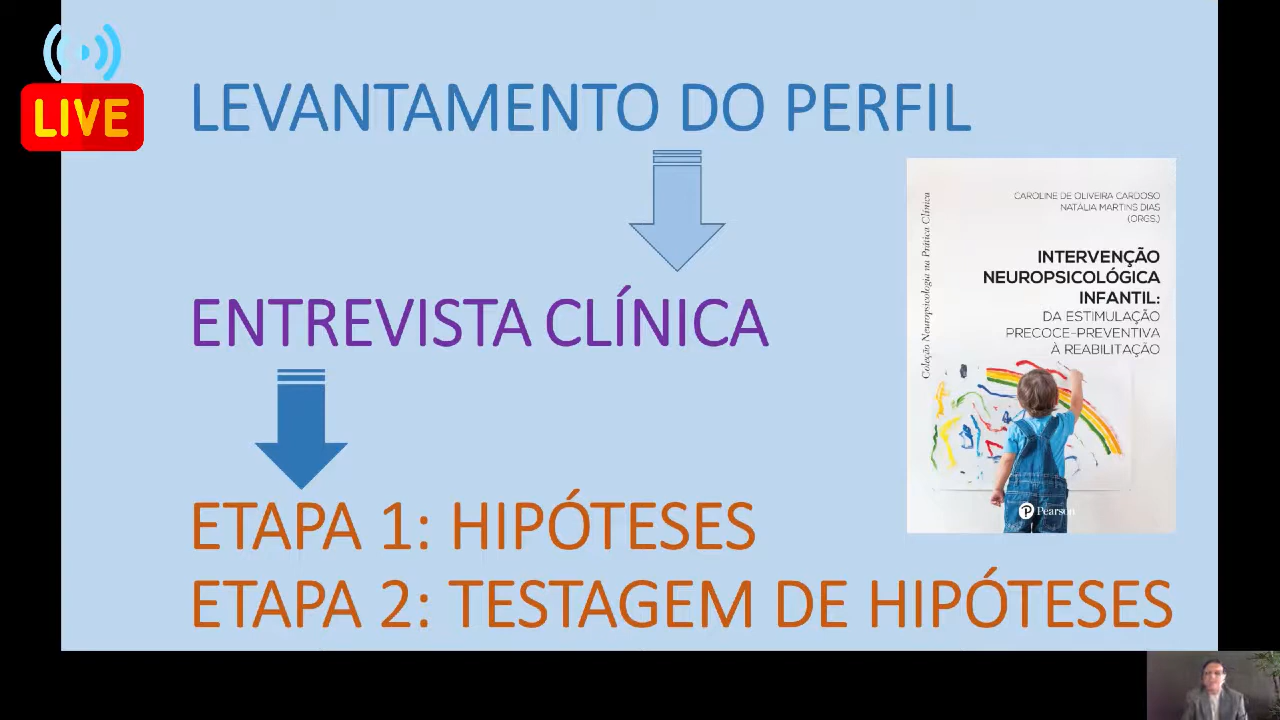 LIVE
LEVANTAMENTO DO PERFIL
ENTREVISTA CLÍNICA
ETAPA 1: HIPÓTESES
ETAPA 2: TESTAGEM DE HIPÓTESES
Coleção Neuropsicologia na Prática Clínica
CAROLINE DE OLIVEIRA CARDOSO
NATÁLIA MARTINS DIAS
(ORGS.)
INTERVENÇÃO
NEUROPSICOLÓGICA
INFANTIL:
DA ESTIMULAÇÃO
PRECOCE-PREVENTIVA
À REABILITAÇÃO
Pearson